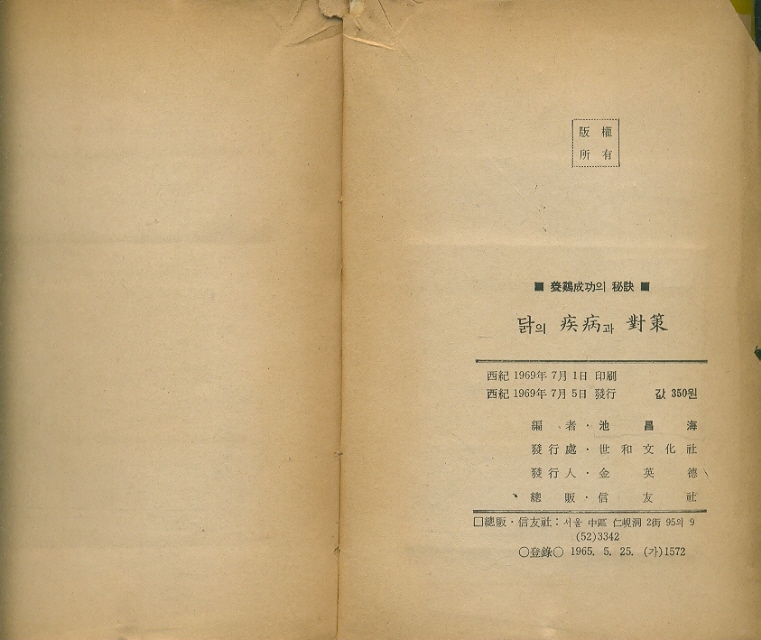 版 權
所 有
■ 養鷄成功의 秘訣 ■
닭의 疾病과 對策
西紀 1969年 7月 1日 印刷
西紀 1969年 7月 5日 發行 값 350원
編 者 · 池 昌 海
發 行 處 · 世 和 文 化 社
發 行 人 · 金 英 德
總 販 · 信 友 社
□總販 · 信友社: 서울 中區 仁峴洞 2街 95의 9
(52)3342
○登錄○ 1965. 5. 25. (가)1572